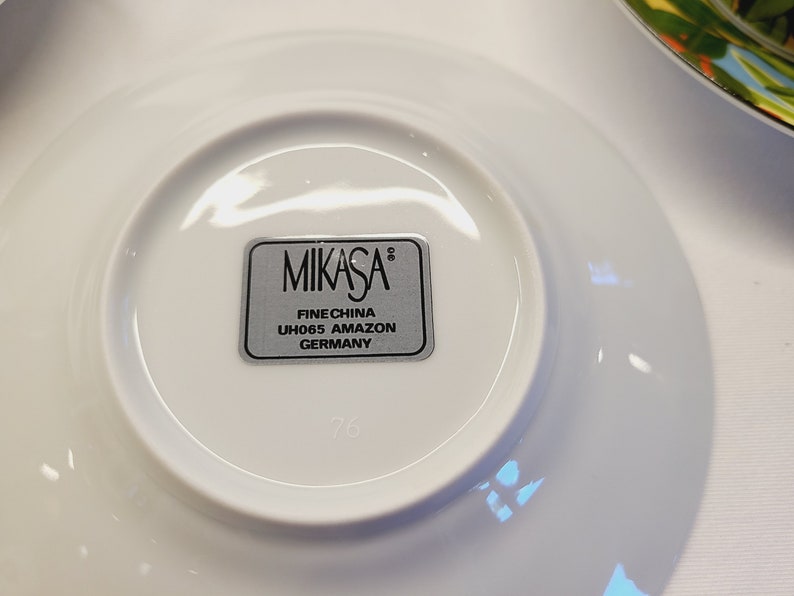 MIKASA©®
FINE CHINA
UH065 AMAZON
GERMANY
76